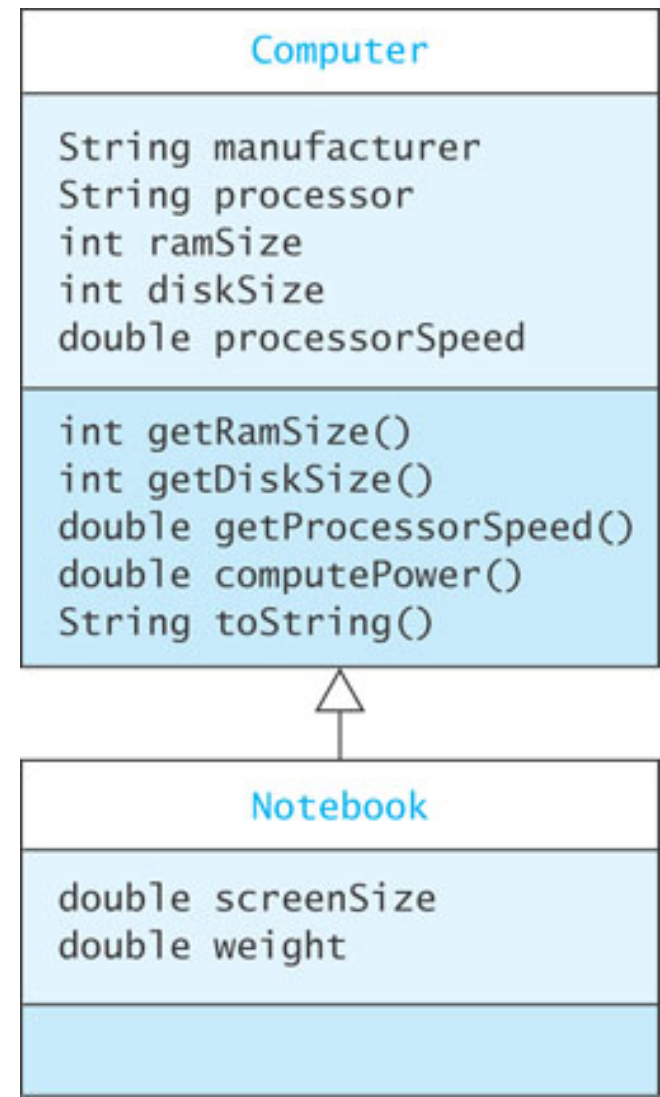 Computer
String manufacturer
String processor
int ramSize
int diskSize
double processorSpeed
int getRamSize()
int getDiskSize()
double getProcessorSpeed()
double computePower()
String toString()
Notebook
double screenSize
double weight